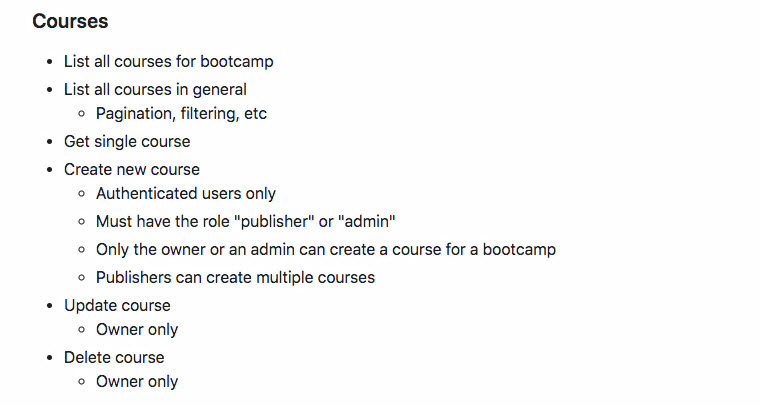 Courses
List all courses for bootcamp
List all courses in general
Pagination, filtering, etc
Get single course
Create new course
Authenticated users only
Must have the role "publisher" or "admin"
Only the owner or an admin can create a course for a bootcamp
Publishers can create multiple courses
Update course
Owner only
Delete course
Owner only